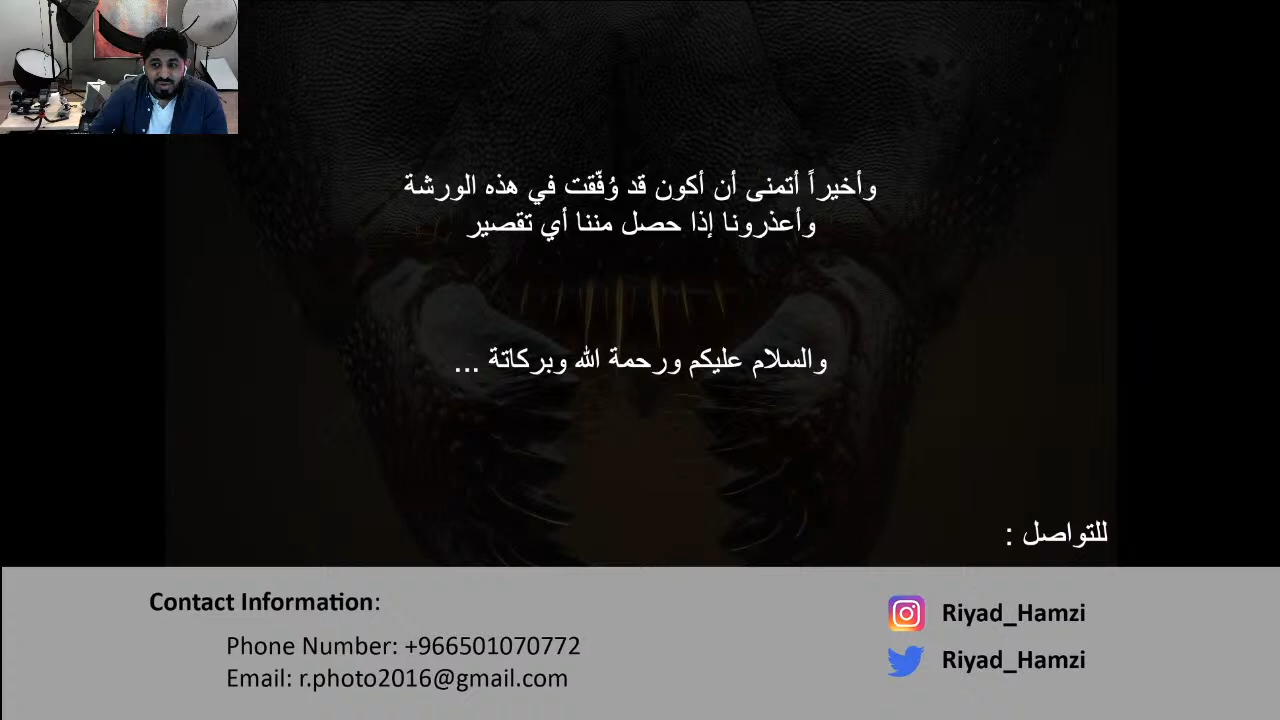 وأخيراً أتمنى أن أكون قد وُفّقت في هذه الورشة
وأعذرونا إذا حصل مننا أي تقصير
والسلام عليكم ورحمة الله وبركاتة ...
للتواصل :
Contact Information:
Phone Number: +966501070772
Email: r.photo2016@gmail.com
Riyad_Hamzi
Riyad_Hamzi